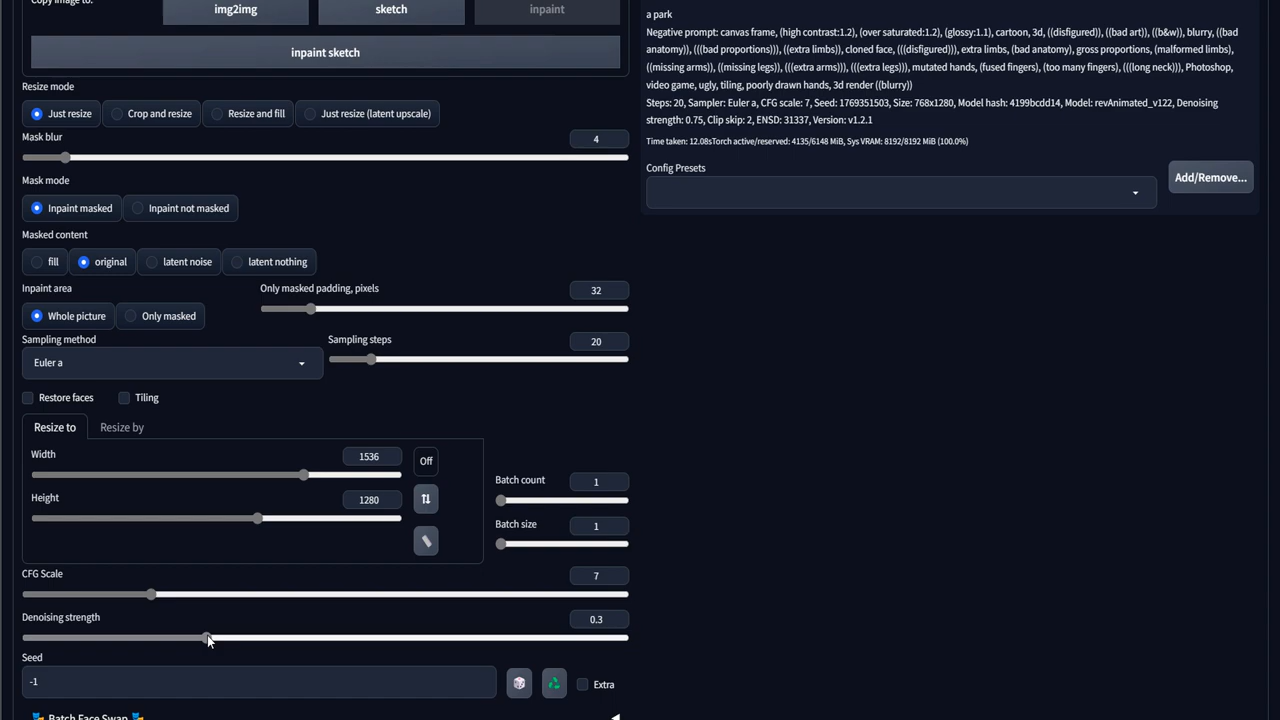 Copy image to:
img2img
sketch
inpaint
inpaint sketch
Resize mode
Just resize
Crop and resize
Resize and fill
Just resize (latent upscale)
Mask blur
4
Mask mode
Inpaint masked
Inpaint not masked
Masked content
fill
original
latent noise
latent nothing
Inpaint area
Only masked padding, pixels
32
Whole picture
Only masked
Sampling method
Sampling steps
20
Euler a
Restore faces
Tiling
Resize to
Resize by
Width
1536
Off
Height
1280
Batch count
1
Batch size
1
CFG Scale
7
Denoising strength
0.3
Seed
-1
Extra
Batch Face Swap
a park
Negative prompt: canvas frame, (high contrast:1.2), (over saturated:1.2), (glossy:1.1), cartoon, 3d, ((disfigured)), ((bad art)), ((b&w)), blurry, ((bad
anatomy)), (((bad proportions))), ((extra limbs)), cloned face, (((disfigured))), extra limbs, (bad anatomy), gross proportions, (malformed limbs),
((missing arms)), ((missing legs)), (((extra arms))), (((extra legs))), mutated hands, (fused fingers), (too many fingers), (((long neck))), Photoshop,
video game, ugly, tiling, poorly drawn hands, 3d render ((blurry))
Steps: 20, Sampler: Euler a, CFG scale: 7, Seed: 1769351503, Size: 768x1280, Model hash: 4199bcdd14, Model: revAnimated_v122, Denoising
strength: 0.75, Clip skip: 2, ENSD: 31337, Version: v1.2.1
Time taken: 12.08sTorch active/reserved: 4135/6148 MiB, Sys VRAM: 8192/8192 MiB (100.0%)
Config Presets
Add/Remove...